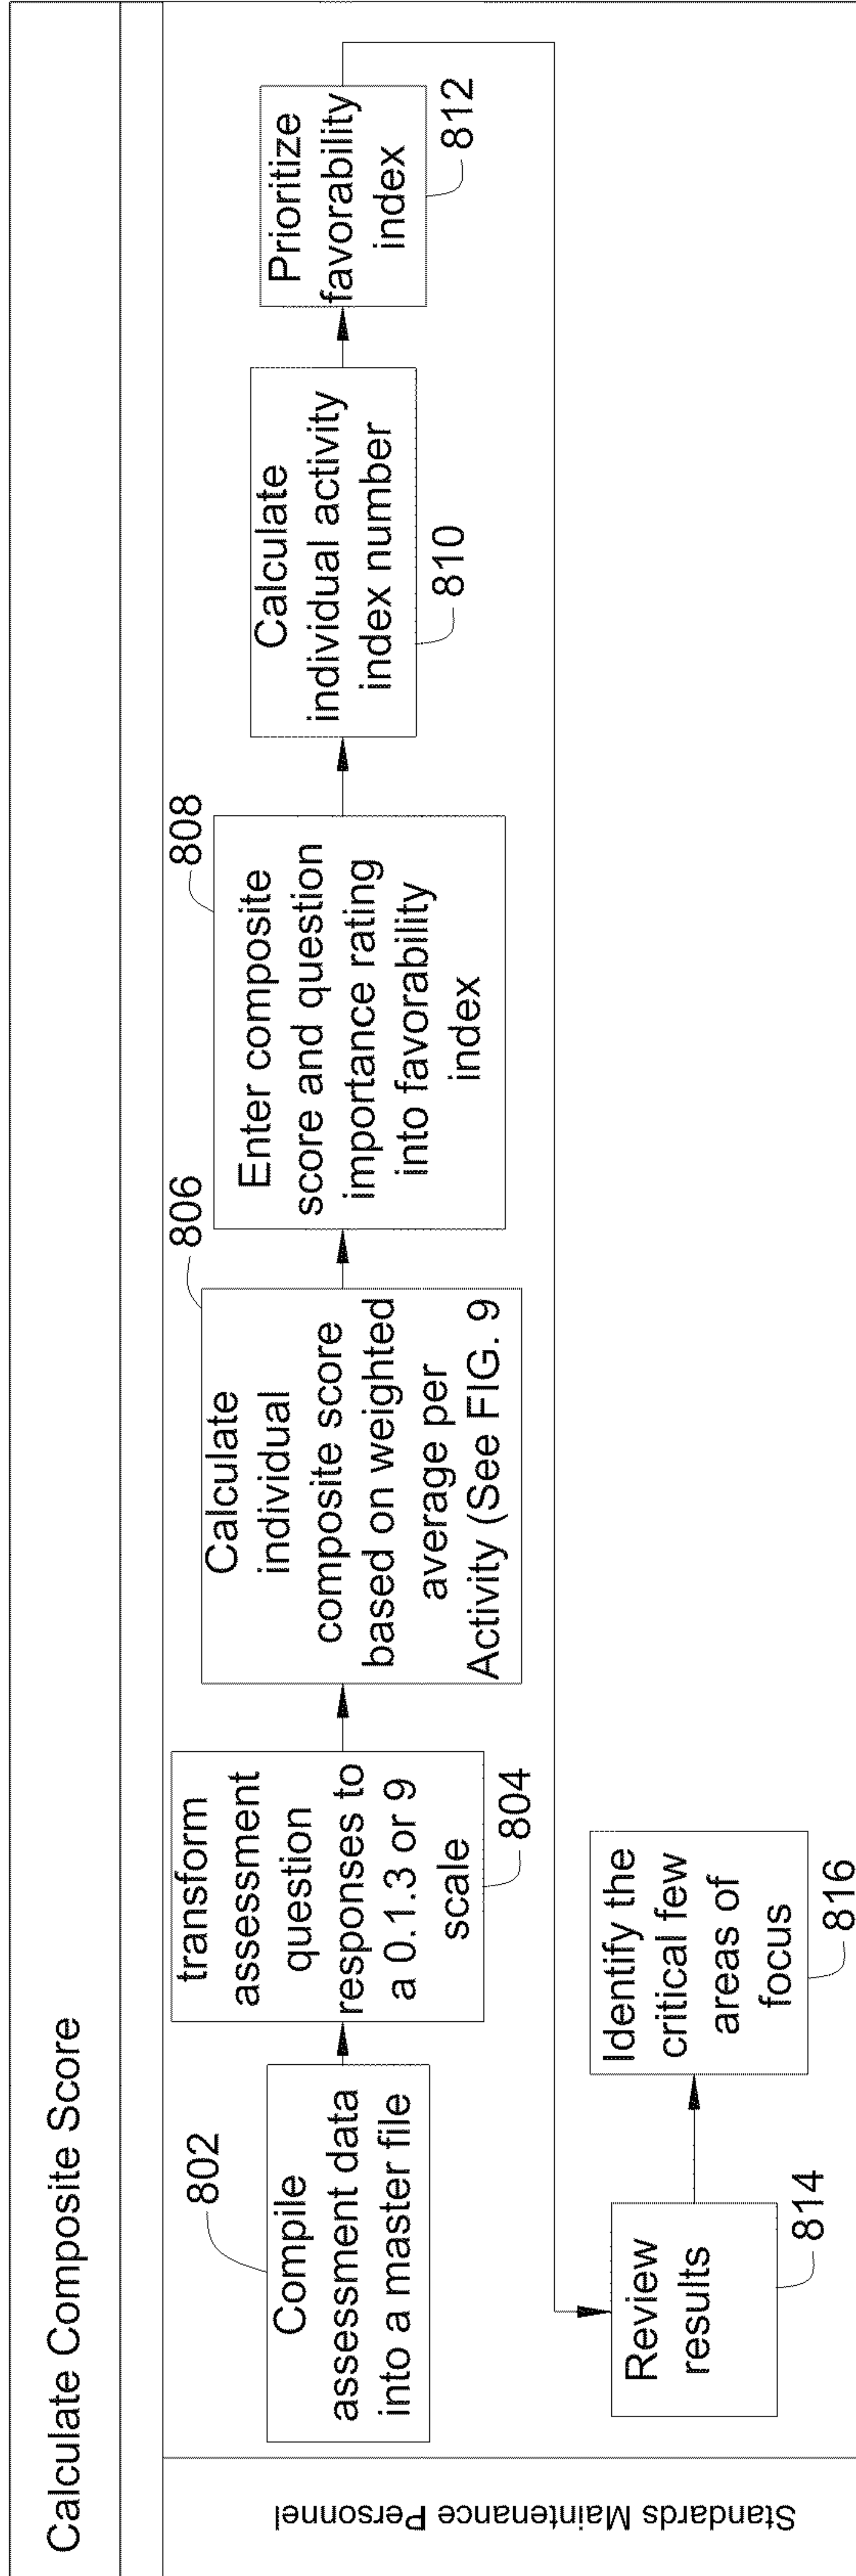 Calculate Composite Score
Standards Maintenance Personnel
802
Compile
assessment data
into a master file
transform
assessment
question
responses to
a 0.1.3 or 9
scale
804
806
Calculate
individual
composite score
based on weighted
average per
Activity (See FIG. 9
808
Enter composite
score and question
importance rating
into favorability
index
Calculate
individual activity
index number
810
Prioritize
favorability
index
812
Review
results
814
Identify the
critical few
areas of
focus
816